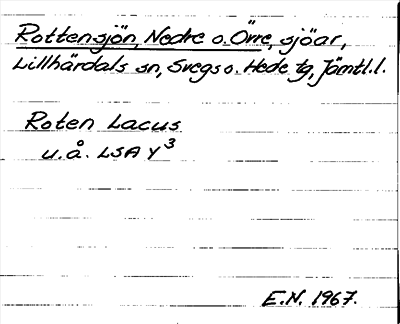 Rottensjön, Nedre o. Övre, sjöar,
Lillhärdals sn, Svegs o. Hede tg, Jämtl.l.
Roten Lacus
u.å. LSA Y³
E.N. 1967.